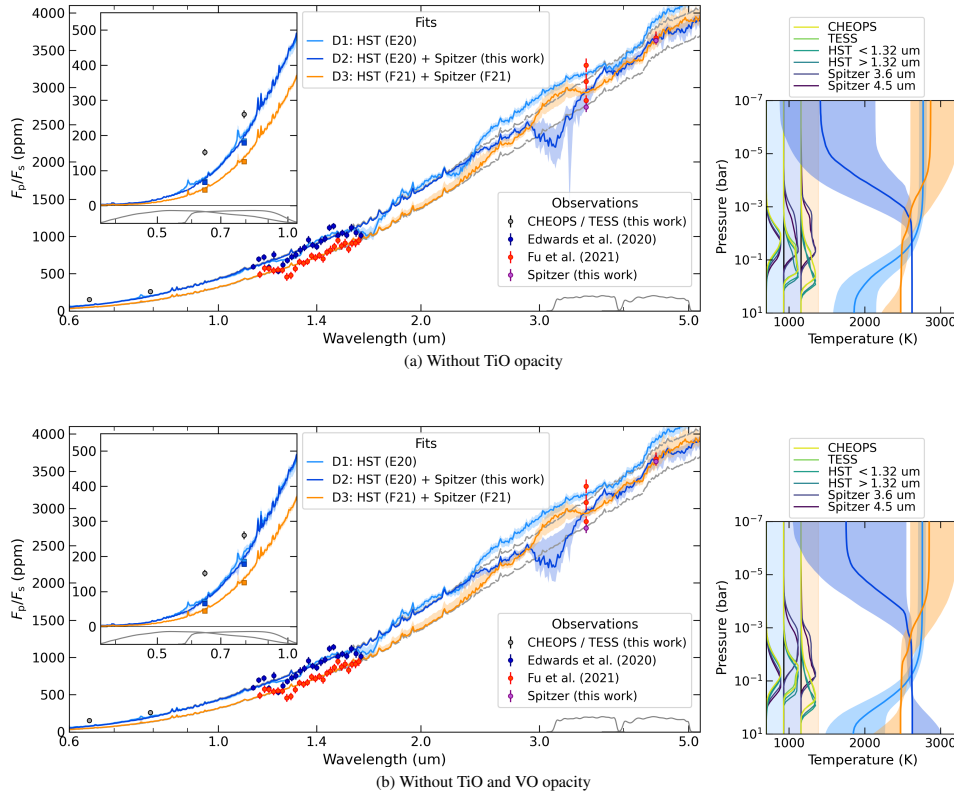 Fits
D1: HST (E20)
D2: HST (E20) + Spitzer (this work)
D3: HST (F21) + Spitzer (F21)
4000
3500
3000
2500
2000
1500
1000
500
0
Fp/Fs (ppm)
500
400
300
200
100
0
0.5
0.7
1.0
Observations
CHEOPS / TESS (this work)
Edwards et al. (2020)
Fu et al. (2021)
Spitzer (this work)
0.6
1.0
1.4
2.0
3.0
5.0
Wavelength (um)
CHEOPS
TESS
HST < 1.32 um
HST > 1.32 um
Spitzer 3.6 um
Spitzer 4.5 um
Pressure (bar)
10⁻⁷
10⁻⁵
10⁻³
10⁻¹
10¹
1000
2000
3000
Temperature (K)
(a) Without TiO opacity
Fits
D1: HST (E20)
D2: HST (E20) + Spitzer (this work)
D3: HST (F21) + Spitzer (F21)
4000
3500
3000
2500
2000
1500
1000
500
0
Fp/Fs (ppm)
500
400
300
200
100
0
0.5
0.7
1.0
Observations
CHEOPS / TESS (this work)
Edwards et al. (2020)
Fu et al. (2021)
Spitzer (this work)
0.6
1.0
1.4
2.0
3.0
5.0
Wavelength (um)
CHEOPS
TESS
HST < 1.32 um
HST > 1.32 um
Spitzer 3.6 um
Spitzer 4.5 um
Pressure (bar)
10⁻⁷
10⁻⁵
10⁻³
10⁻¹
10¹
1000
2000
3000
Temperature (K)
(b) Without TiO and VO opacity